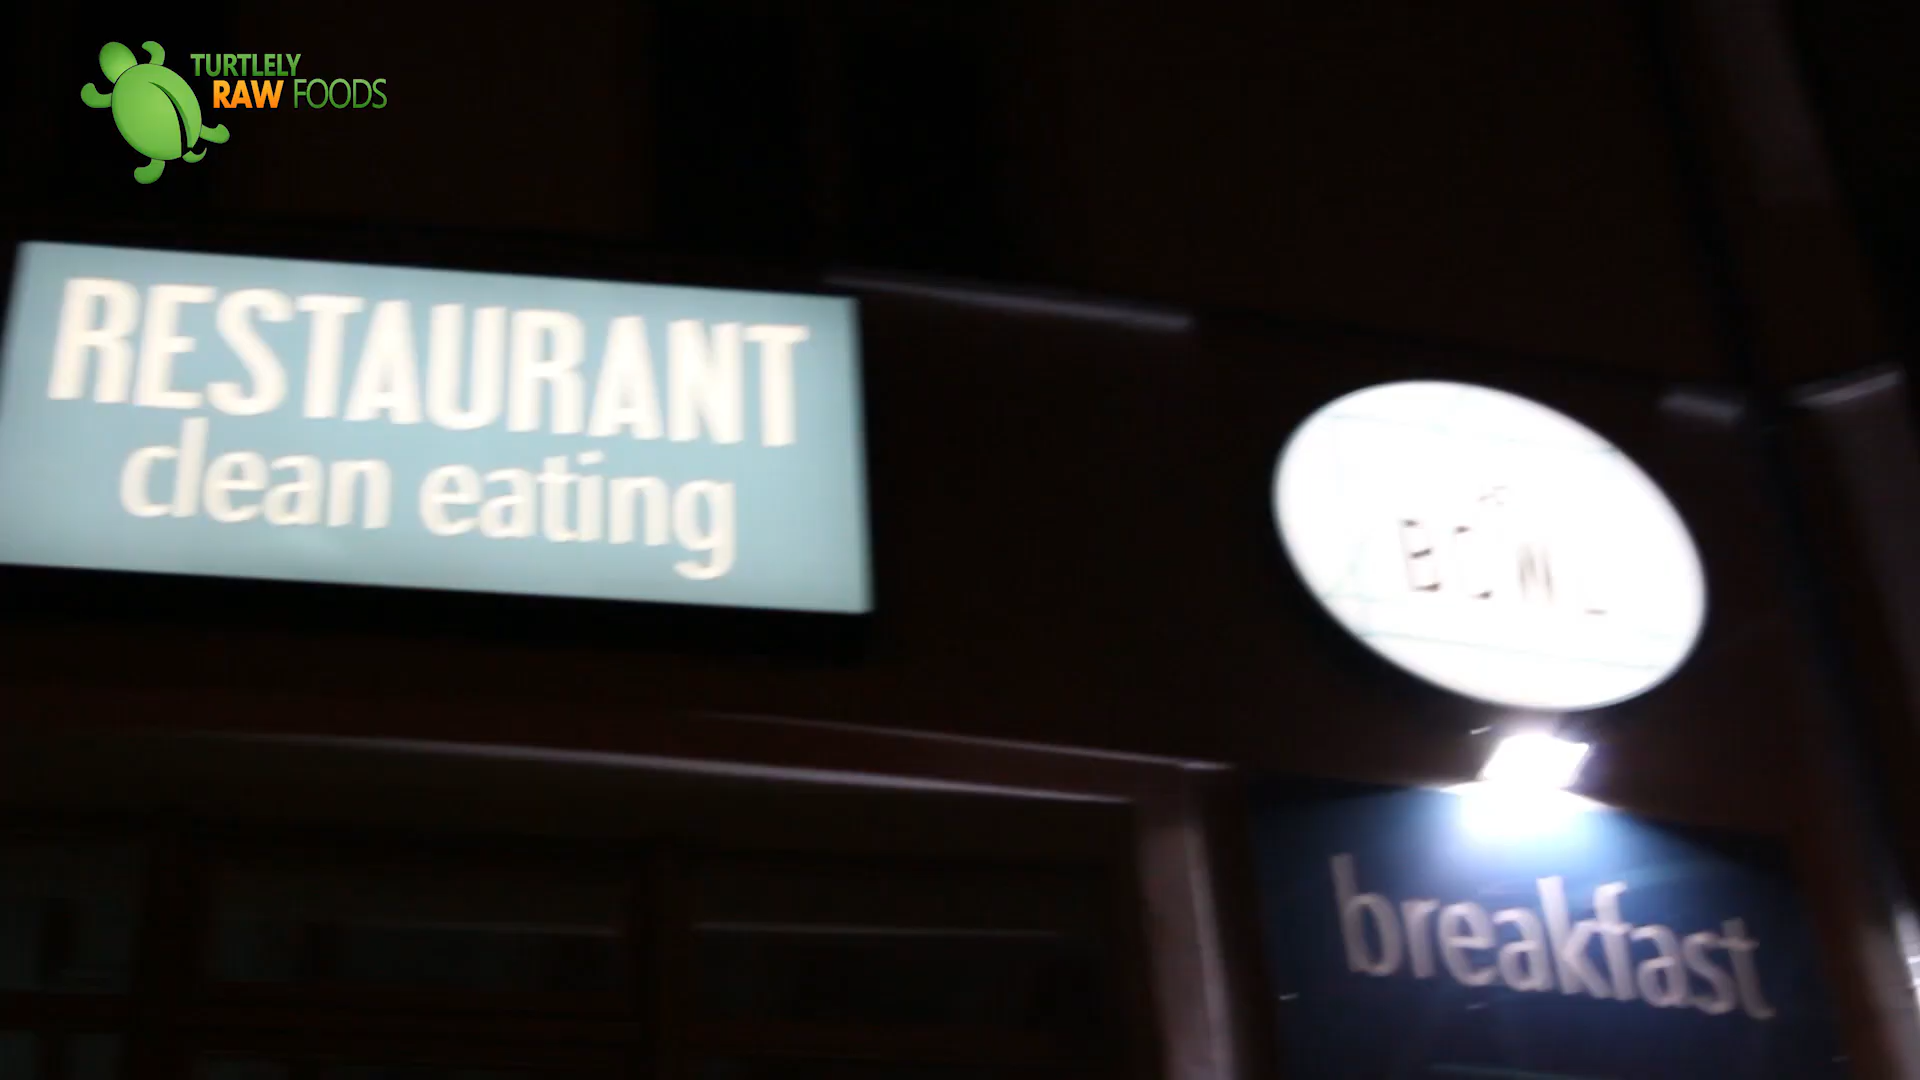 TURTLELY
RAW FOODS
RESTAURANT
clean eating
breakfast